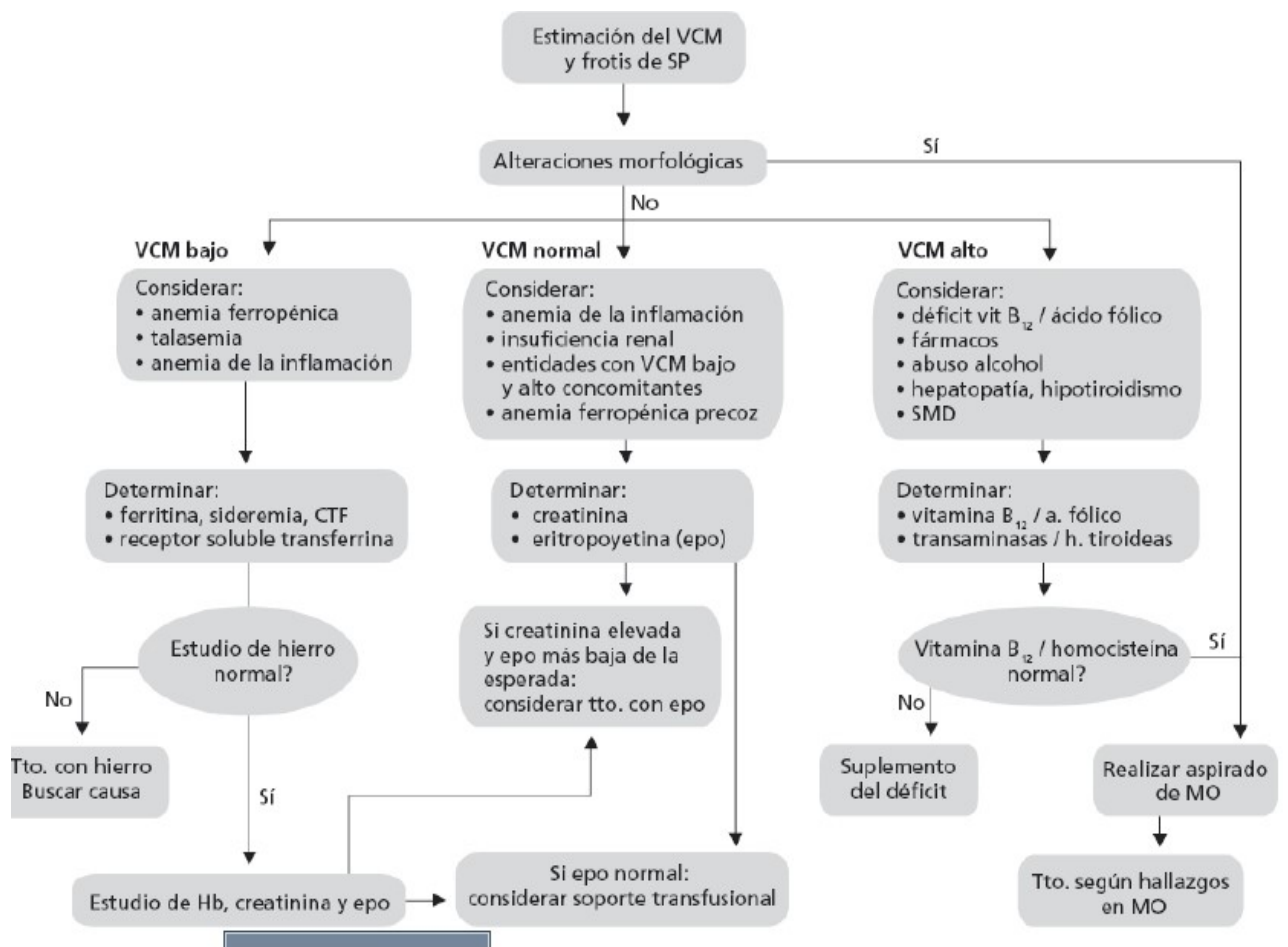 Estimación del VCM
y frotis de SP
Alteraciones morfológicas
Sí
No
VCM bajo
Considerar:
• anemia ferropénica
• talasemia
• anemia de la inflamación
VCM normal
Considerar:
• anemia de la inflamación
• insuficiencia renal
• entidades con VCM bajo
y alto concomitantes
• anemia ferropénica precoz
VCM alto
Considerar:
• déficit vit B12 / ácido fólico
• fármacos
• abuso alcohol
• hepatopatía, hipotiroidismo
• SMD
Determinar:
• ferritina, sideremia, CTF
• receptor soluble transferrina
Determinar:
• creatinina
• eritropoyetina (epo)
Determinar:
• vitamina B12 / a. fólico
• transaminasas / h. tiroideas
Estudio de hierro
normal?
Si creatinina elevada
y epo más baja de la
esperada:
considerar tto. con epo
Vitamina B12 / homocisteína
normal?
Sí
No
No
Tto. con hierro
Buscar causa
Sí
Suplemento
del déficit
Realizar aspirado
de MO
Estudio de Hb, creatinina y epo
Si epo normal:
considerar soporte transfusional
Tto. según hallazgos
en MO